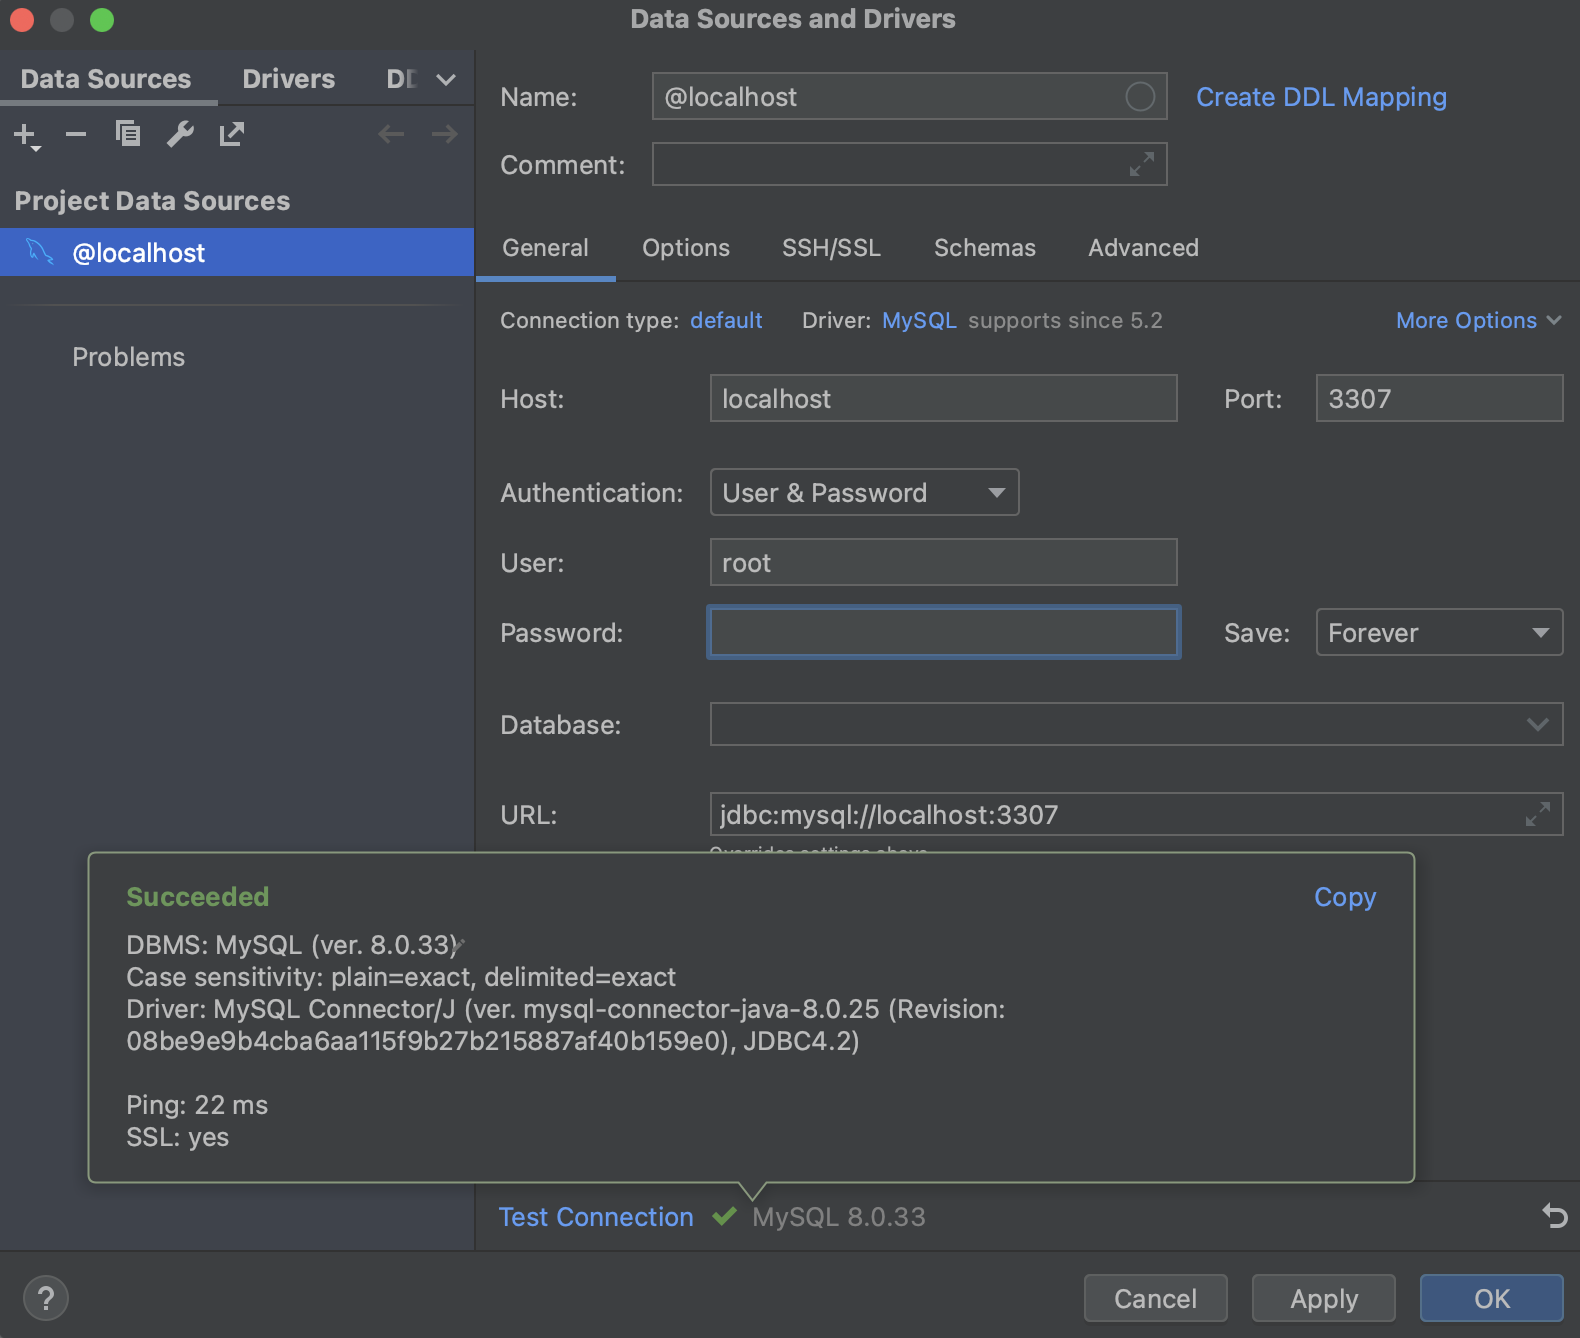 Data Sources and Drivers
Data Sources Drivers DD
Name: @localhost Create DDL Mapping
Comment:
Project Data Sources
@localhost
Problems
General Options SSH/SSL Schemas Advanced
Connection type: default Driver: MySQL supports since 5.2 More Options
Host: localhost Port: 3307
Authentication: User & Password
User: root
Password: Save: Forever
Database:
URL: jdbc:mysql://localhost:3307
Overrides settings above
Succeeded Copy
DBMS: MySQL (ver. 8.0.33)
Case sensitivity: plain=exact, delimited=exact
Driver: MySQL Connector/J (ver. mysql-connector-java-8.0.25 (Revision:
08be9e9b4cba6aa115f9b27b215887af40b159e0), JDBC4.2)
Ping: 22 ms
SSL: yes
Test Connection MySQL 8.0.33
? Cancel Apply OK